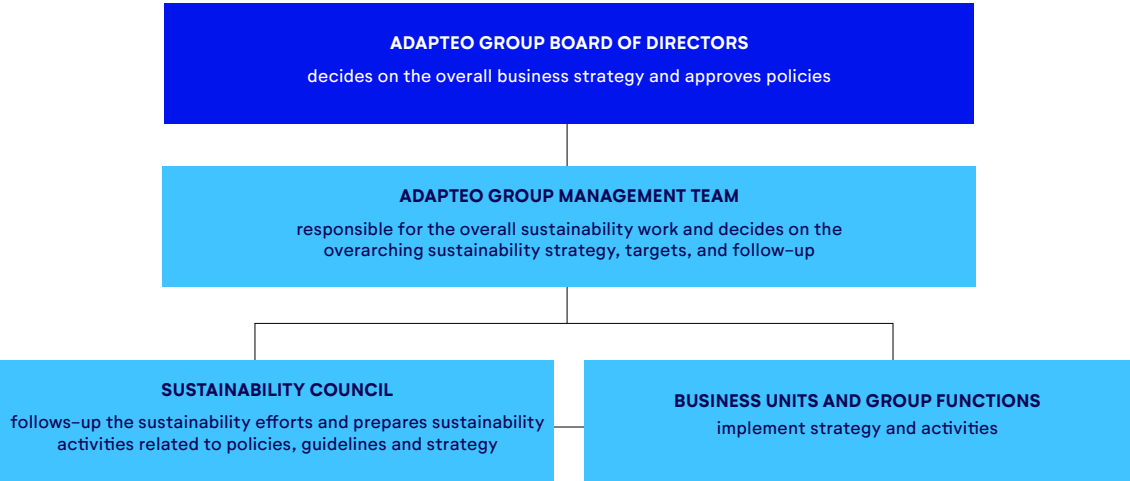 ADAPTEO GROUP BOARD OF DIRECTORS
decides on the overall business strategy and approves policies
ADAPTEO GROUP MANAGEMENT TEAM
responsible for the overall sustainability work and decides on the
overarching sustainability strategy, targets, and follow-up
SUSTAINABILITY COUNCIL
follows-up the sustainability efforts and prepares sustainability
activities related to policies, guidelines and strategy
BUSINESS UNITS AND GROUP FUNCTIONS
implement strategy and activities